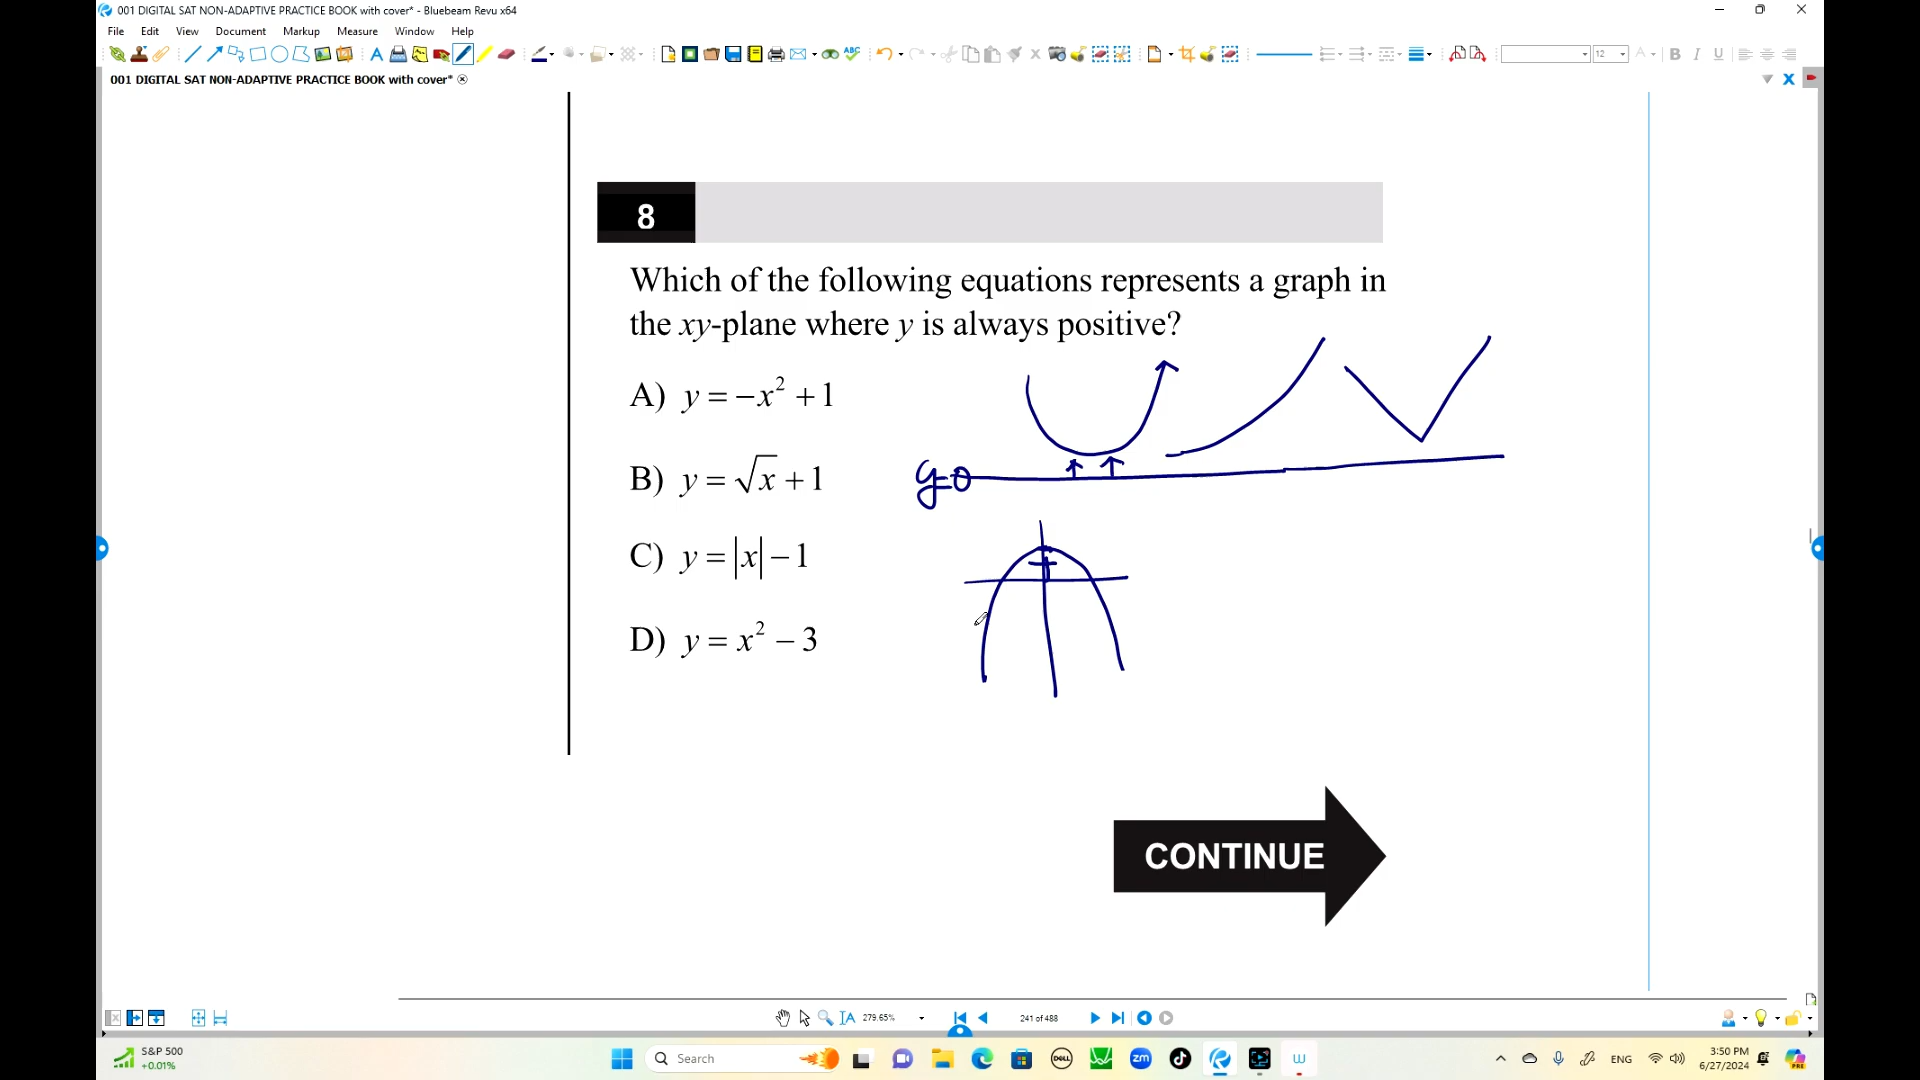 001 DIGITAL SAT NON-ADAPTIVE PRACTICE BOOK with cover* - Bluebeam Revu x64
File Edit View Document Markup Measure Window Help
12
001 DIGITAL SAT NON-ADAPTIVE PRACTICE BOOK with cover*
8
Which of the following equations represents a graph in
the xy-plane where y is always positive?
A) y = −x² + 1
B) y = √x + 1
C) y = |x| − 1
D) y = x² − 3
y=0
CONTINUE
279.65% 241 of 488
S&P 500
+0.01%
Search
ENG
3:50 PM
6/27/2024